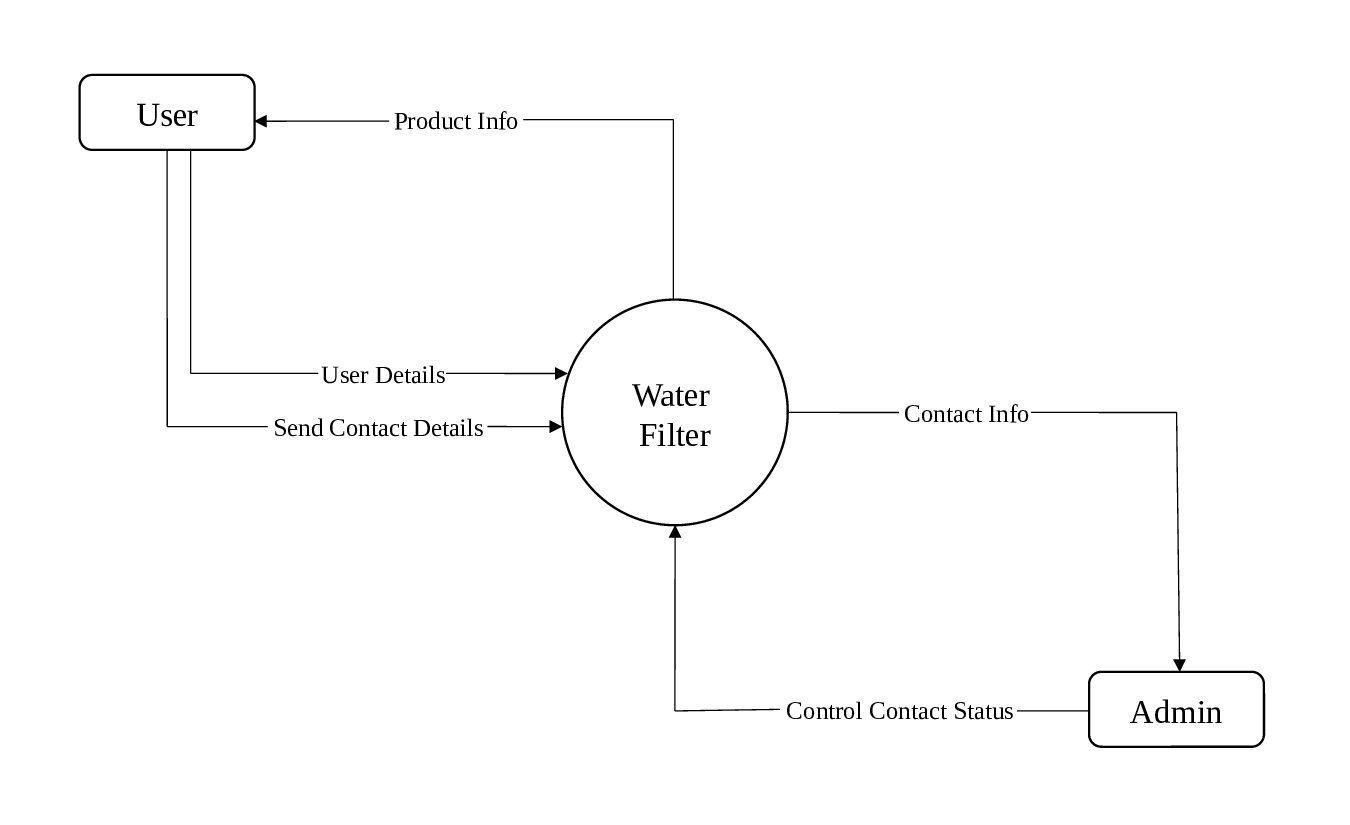 User
Product Info
User Details
Send Contact Details
Water
Filter
Contact Info
Control Contact Status
Admin